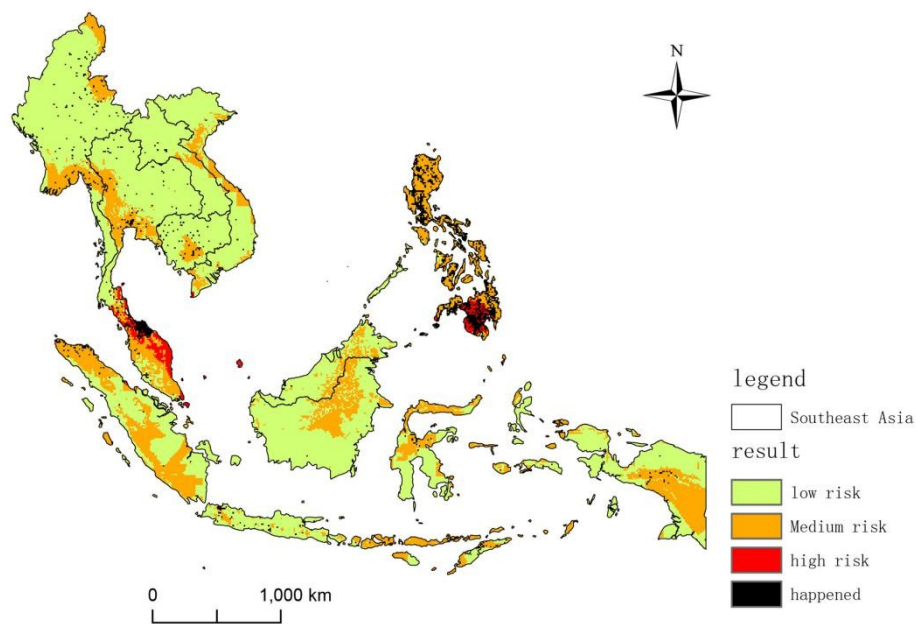 N
legend
Southeast Asia
result
low risk
Medium risk
high risk
happened
0 1,000 km